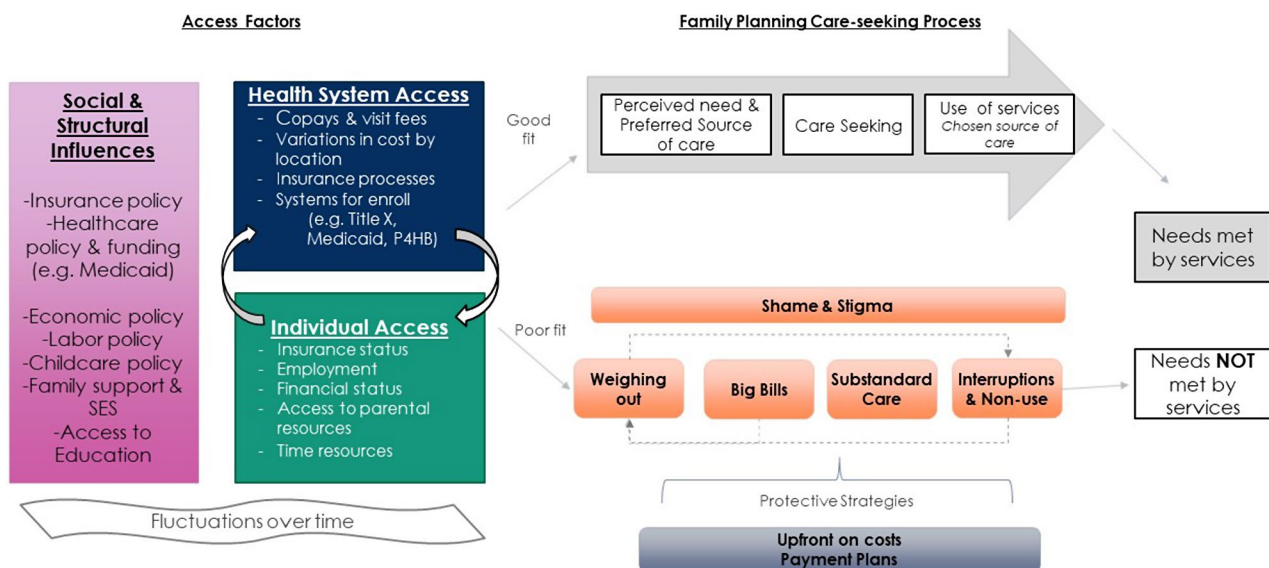 Access Factors
Family Planning Care-seeking Process
Social &
Structural
Influences
-Insurance policy
-Healthcare
policy & funding
(e.g. Medicaid)
-Economic policy
-Labor policy
-Childcare policy
-Family support &
SES
-Access to
Education
Health System Access
- Copays & visit fees
- Variations in cost by
location
- Insurance processes
- Systems for enroll
(e.g. Title X,
Medicaid, P4HB)
Individual Access
- Insurance status
- Employment
- Financial status
- Access to parental
resources
- Time resources
Fluctuations over time
Good
fit
Perceived need &
Preferred Source
of care
Care Seeking
Use of services
Chosen source of
care
Needs met
by services
Poor fit
Shame & Stigma
Weighing
out
Big Bills
Substandard
Care
Interruptions
& Non-use
Needs NOT
met by
services
Protective Strategies
Upfront on costs
Payment Plans